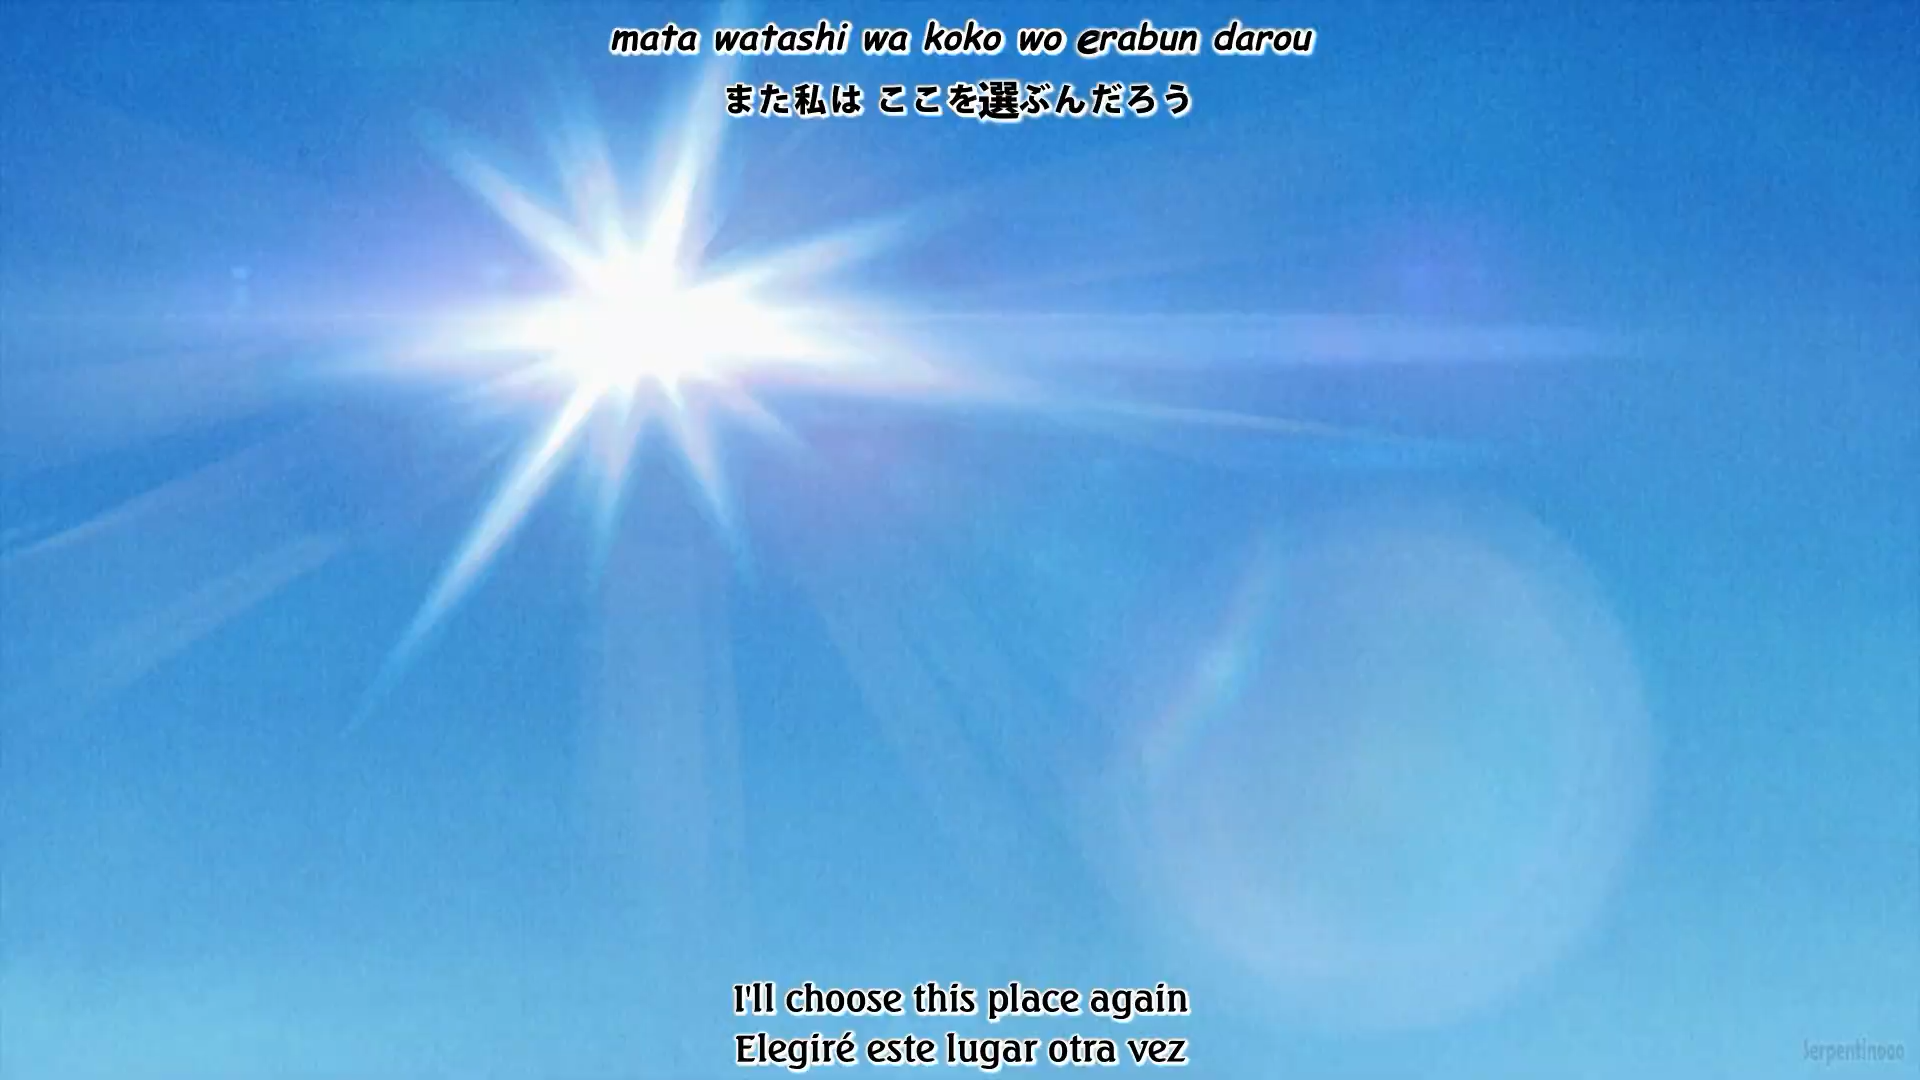 mata watashi wa koko wo erabun darou
また私は ここを選ぶんだろう
I'll choose this place again
Elegiré este lugar otra vez
Serpentinooo